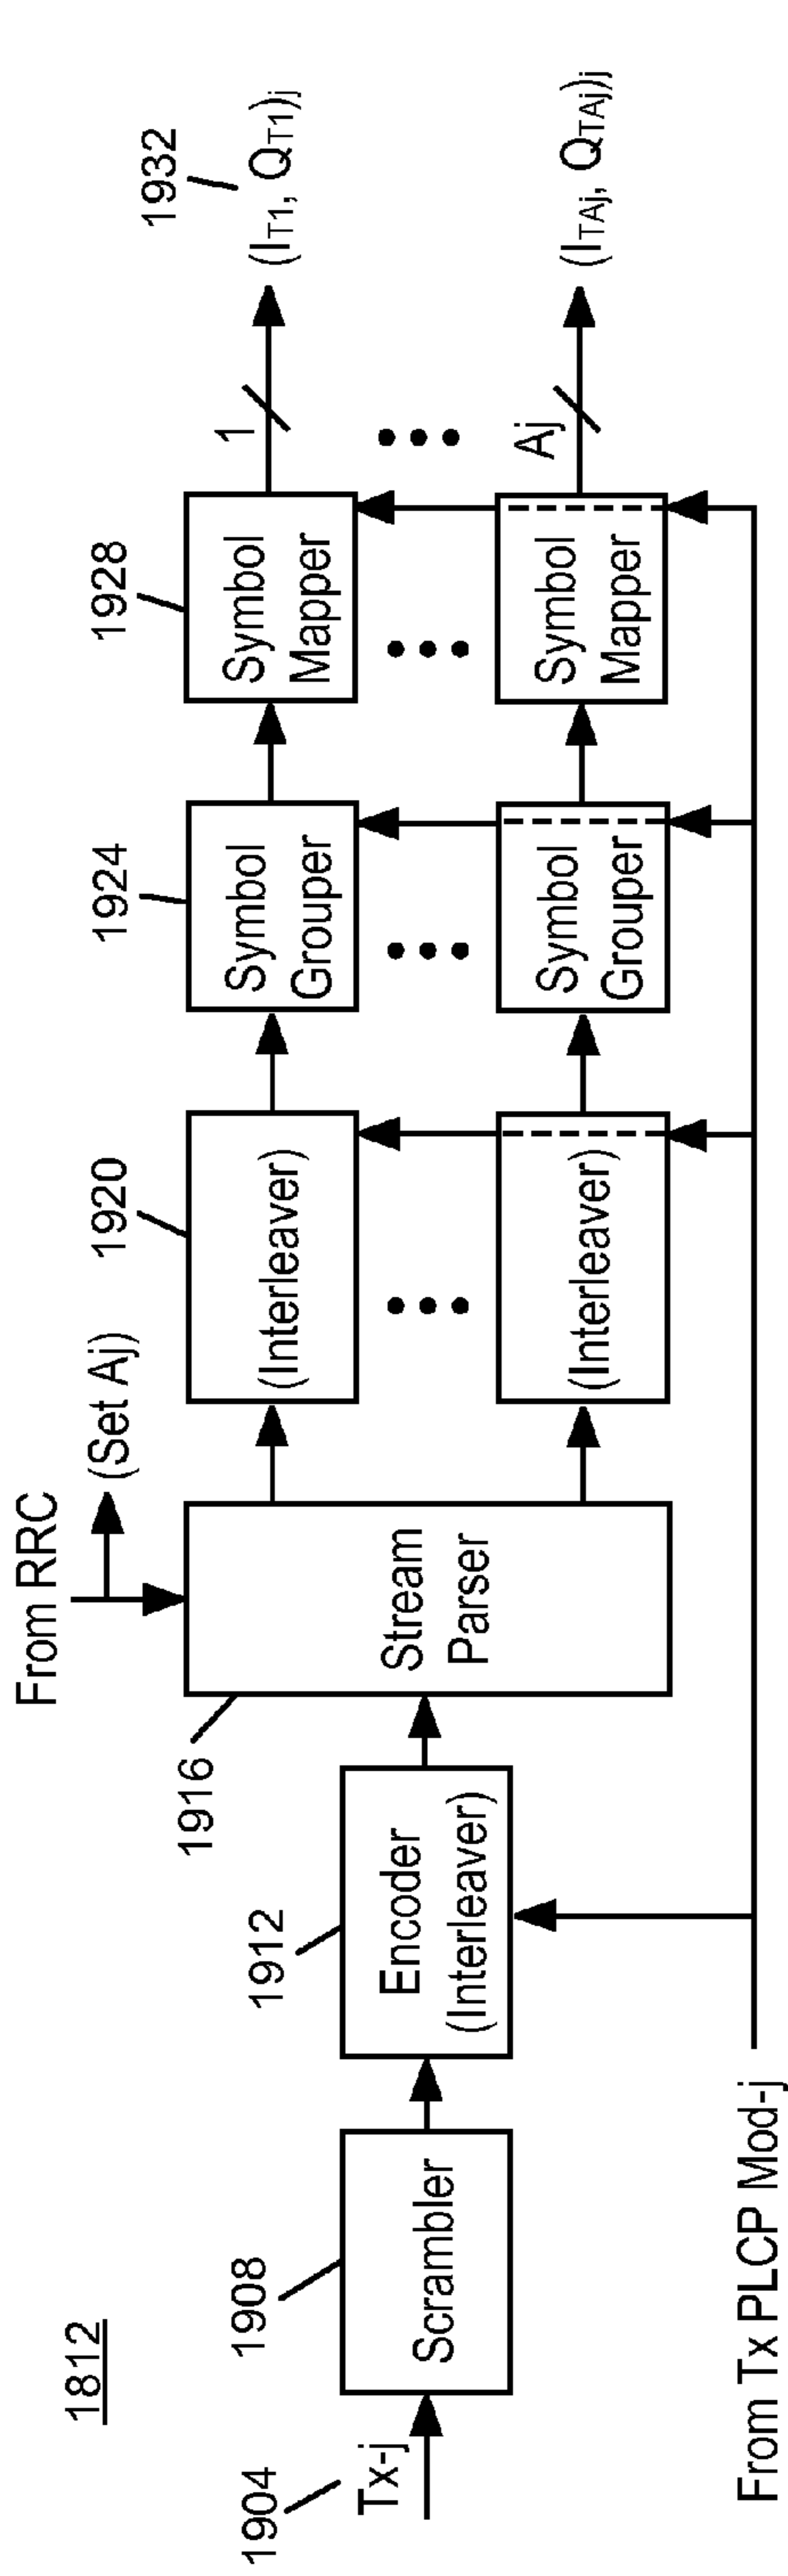 1812
From RRC
(Set Aj)
1904
Tx-j
1908
Scrambler
1912
Encoder
(Interleaver)
1916
Stream
Parser
1920
(Interleaver)
1924
Symbol
Grouper
1928
Symbol
Mapper
1
1932
(IT1, QT1)j
•••
•••
•••
•••
(Interleaver)
Symbol
Grouper
Symbol
Mapper
Aj
(ITAj, QTAj)j
From Tx PLCP Mod-j